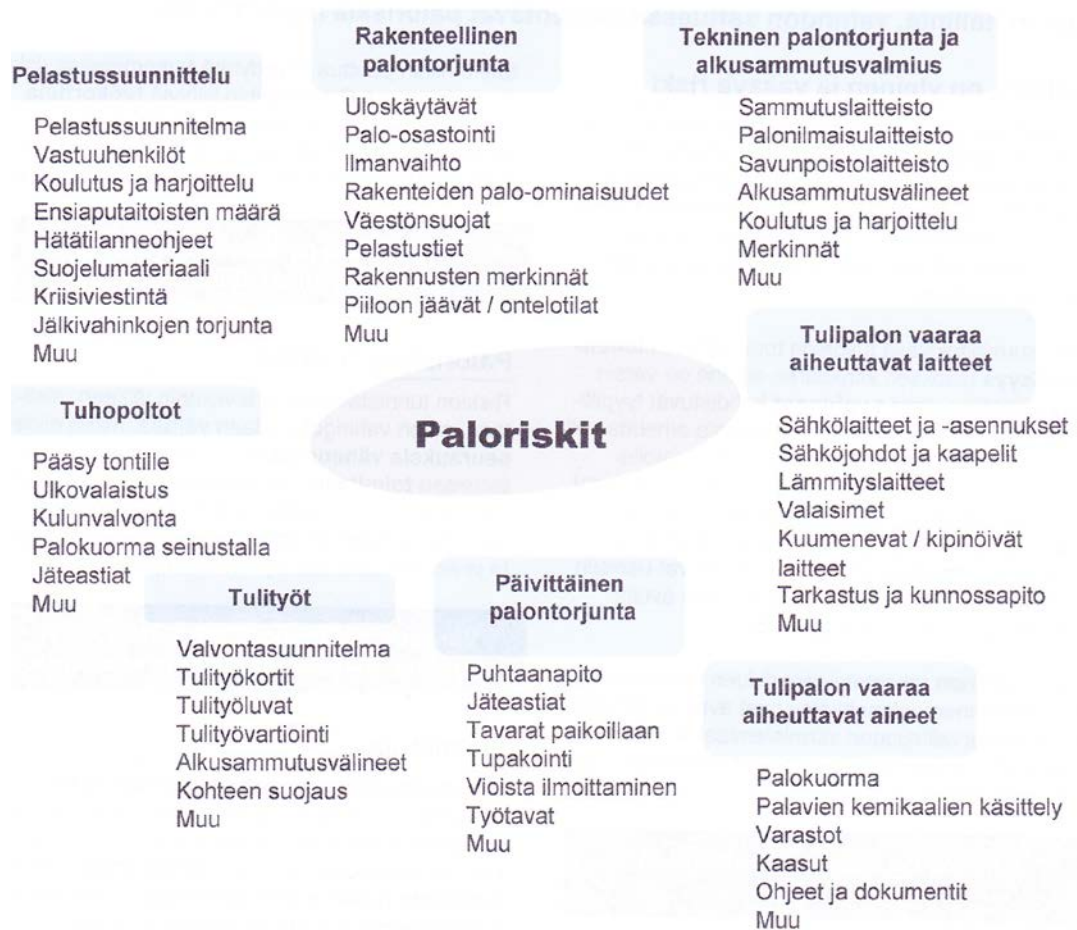 Pelastussuunnittelu
Pelastussuunnitelma
Vastuuhenkilöt
Koulutus ja harjoittelu
Ensiaputaitoisten määrä
Hätätilanneohjeet
Suojelumateriaali
Kriisiviestintä
Jälkivahinkojen torjunta
Muu
Rakenteellinen
palontorjunta
Uloskäytävät
Palo-osastointi
Ilmanvaihto
Rakenteiden palo-ominaisuudet
Väestönsuojat
Pelastustiet
Rakennusten merkinnät
Piiloon jäävät / ontelotilat
Muu
Tekninen palontorjunta ja
alkusammutusvalmius
Sammutuslaitteisto
Palonilmaisulaitteisto
Savunpoistolaitteisto
Alkusammutusvälineet
Koulutus ja harjoittelu
Merkinnät
Muu
Paloriskit
Tulipalon vaaraa
aiheuttavat laitteet
Sähkölaitteet ja -asennukset
Sähköjohdot ja kaapelit
Lämmityslaitteet
Valaisimet
Kuumenevat / kipinöivät
laitteet
Tarkastus ja kunnossapito
Muu
Tuhopoltot
Pääsy tontille
Ulkovalaistus
Kulunvalvonta
Palokuorma seinustalla
Jäteastiat
Muu
Tulityöt
Valvontasuunnitelma
Tulityökortit
Tulityöluvat
Tulityövartiointi
Alkusammutusvälineet
Kohteen suojaus
Muu
Päivittäinen
palontorjunta
Puhtaanapito
Jäteastiat
Tavarat paikoillaan
Tupakointi
Vioista ilmoittaminen
Työtavat
Muu
Tulipalon vaaraa
aiheuttavat aineet
Palokuorma
Palavien kemikaalien käsittely
Varastot
Kaasut
Ohjeet ja dokumentit
Muu